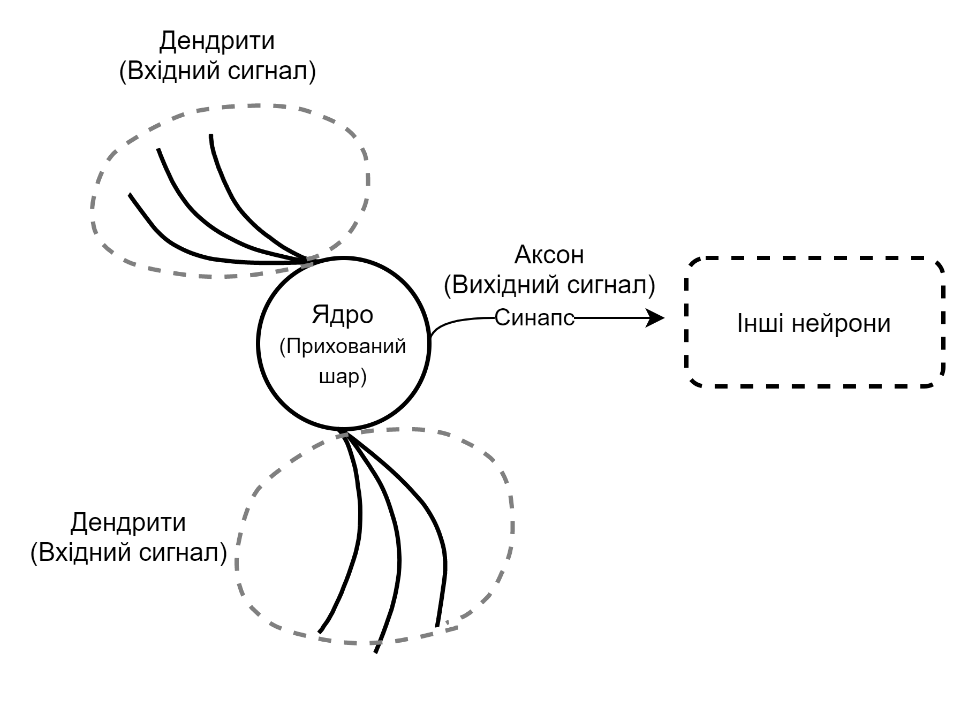 Дендрити
(Вхідний сигнал)
Аксон
(Вихідний сигнал)
Синапс
Ядро
(Прихований
шар)
Інші нейрони
Дендрити
(Вхідний сигнал)